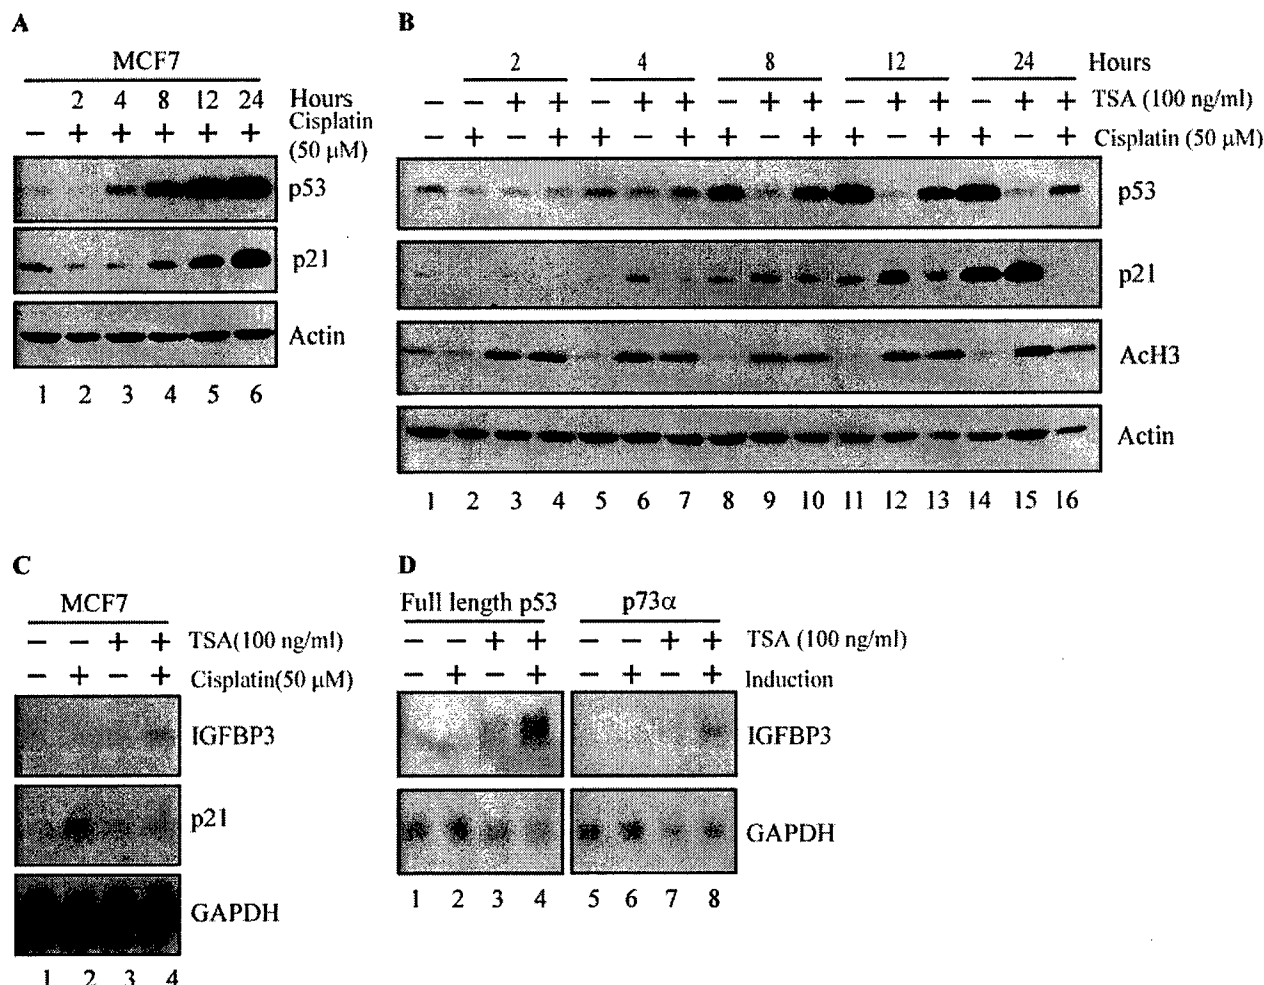 A
MCF7
2 4 8 12 24 Hours
− + + + + + Cisplatin
(50 μM)
p53
p21
Actin
1 2 3 4 5 6
B
2 4 8 12 24 Hours
− − + + − + + − + + − + + − + + TSA (100 ng/ml)
− + − + + − + + − + + − + + − + Cisplatin (50 μM)
p53
p21
AcH3
Actin
1 2 3 4 5 6 7 8 9 10 11 12 13 14 15 16
C
MCF7
− − + + TSA(100 ng/ml)
− + − + Cisplatin(50 μM)
IGFBP3
p21
GAPDH
1 2 3 4
D
Full length p53 p73α
− − + + − − + + TSA (100 ng/ml)
− + − + − + − + Induction
IGFBP3
GAPDH
1 2 3 4 5 6 7 8